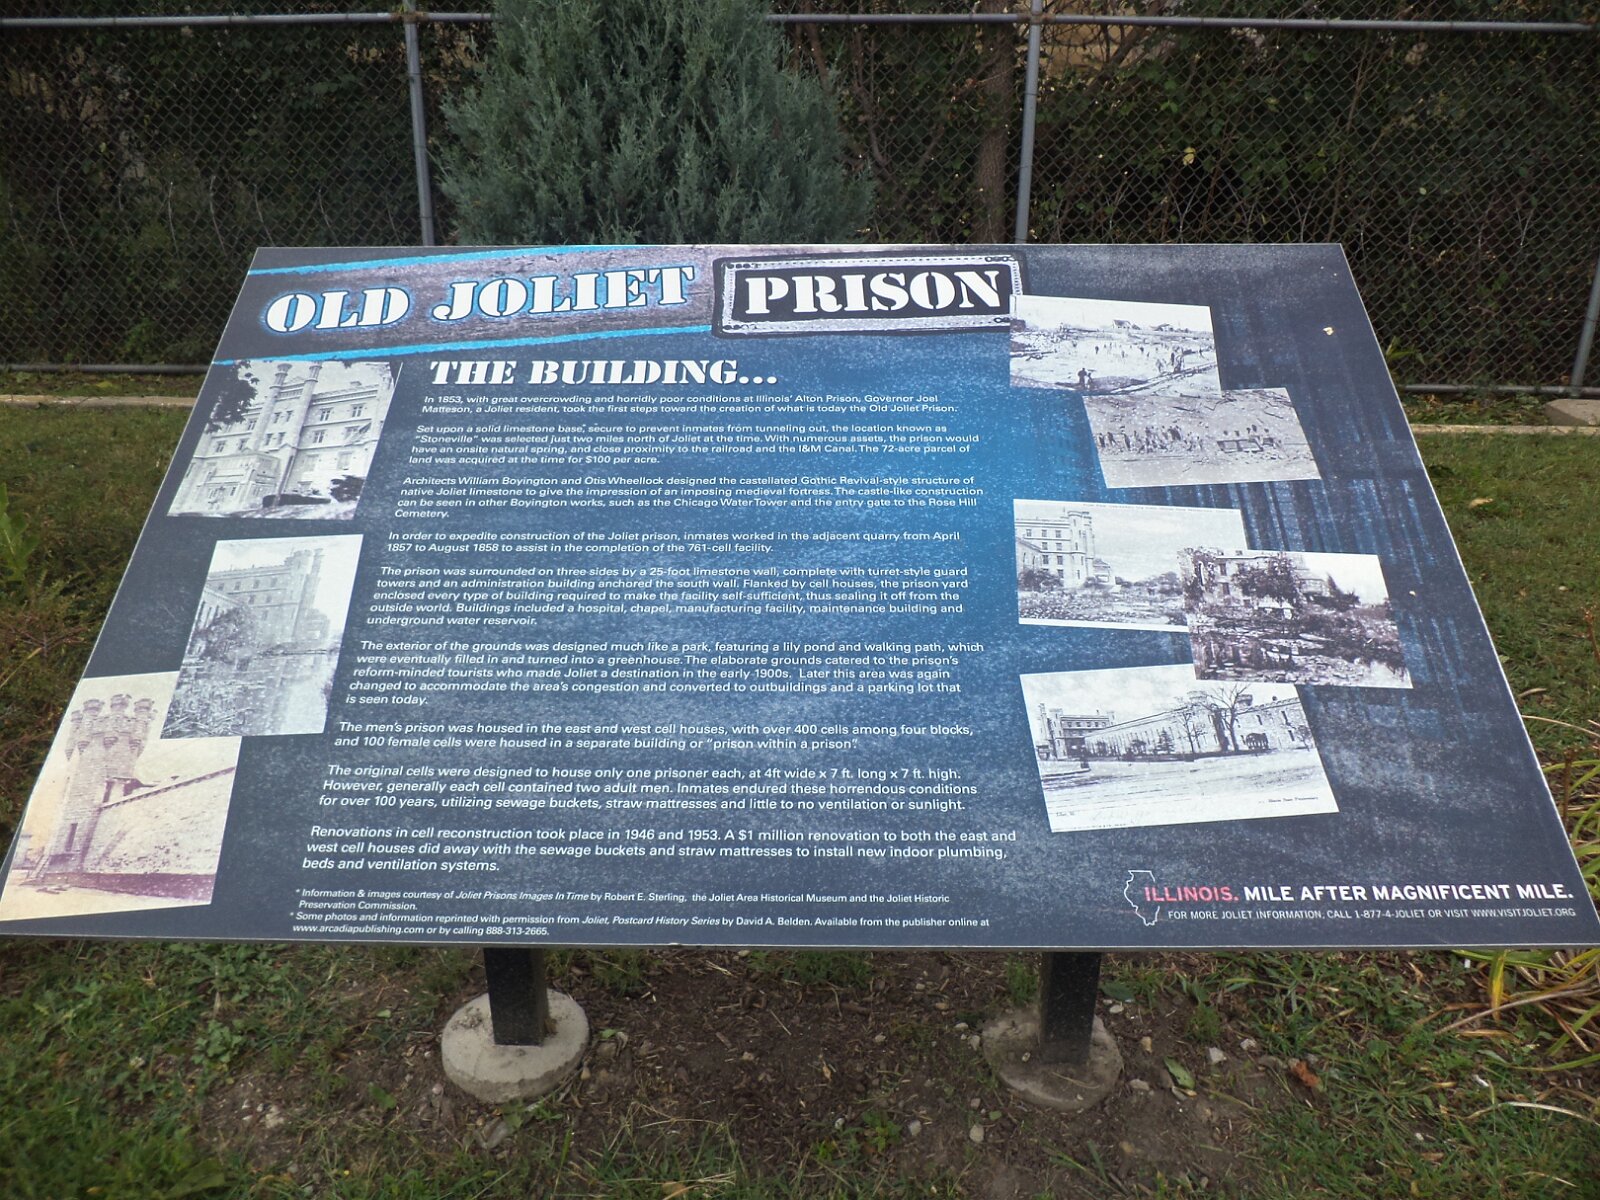 OLD JOLIET PRISON
THE BUILDING...
In 1853, with great overcrowding and horridly poor conditions at Illinois' Alton Prison, Governor Joel
Matteson, a Joliet resident, took the first steps toward the creation of what is today the Old Joliet Prison.
Set upon a solid limestone base, secure to prevent inmates from tunneling out, the location known as
"Stoneville" was selected just two miles north of Joliet at the time. With numerous assets, the prison would
have an onsite natural spring, and close proximity to the railroad and the I&M Canal. The 72-acre parcel of
land was acquired at the time for $100 per acre.
Architects William Boyington and Otis Wheellock designed the castellated Gothic Revival-style structure of
native Joliet limestone to give the impression of an imposing medieval fortress. The castle-like construction
can be seen in other Boyington works, such as the Chicago Water Tower and the entry gate to the Rose Hill
Cemetery.
In order to expedite construction of the Joliet prison, inmates worked in the adjacent quarry from April
1857 to August 1858 to assist in the completion of the 761-cell facility.
The prison was surrounded on three sides by a 25-foot limestone wall, complete with turret-style guard
towers and an administration building anchored the south wall. Flanked by cell houses, the prison yard
enclosed every type of building required to make the facility self-sufficient, thus sealing it off from the
outside world. Buildings included a hospital, chapel, manufacturing facility, maintenance building and
underground water reservoir.
The exterior of the grounds was designed much like a park, featuring a lily pond and walking path, which
were eventually filled in and turned into a greenhouse. The elaborate grounds catered to the prison's
reform-minded tourists who made Joliet a destination in the early 1900s. Later this area was again
changed to accommodate the area's congestion and converted to outbuildings and a parking lot that
is seen today.
The men's prison was housed in the east and west cell houses, with over 400 cells among four blocks,
and 100 female cells were housed in a separate building or "prison within a prison".
The original cells were designed to house only one prisoner each, at 4ft wide x 7 ft. long x 7 ft. high.
However, generally each cell contained two adult men. Inmates endured these horrendous conditions
for over 100 years, utilizing sewage buckets, straw mattresses and little to no ventilation or sunlight.
Renovations in cell reconstruction took place in 1946 and 1953. A $1 million renovation to both the east and
west cell houses did away with the sewage buckets and straw mattresses to install new indoor plumbing,
beds and ventilation systems.
* Information & images courtesy of Joliet Prisons Images In Time by Robert E. Sterling, the Joliet Area Historical Museum and the Joliet Historic
Preservation Commission.
* Some photos and information reprinted with permission from Joliet, Postcard History Series by David A. Belden. Available from the publisher online at
www.arcadiapublishing.com or by calling 888-313-2665.
ILLINOIS. MILE AFTER MAGNIFICENT MILE.
FOR MORE JOLIET INFORMATION, CALL 1-877-4-JOLIET OR VISIT WWW.VISITJOLIET.ORG